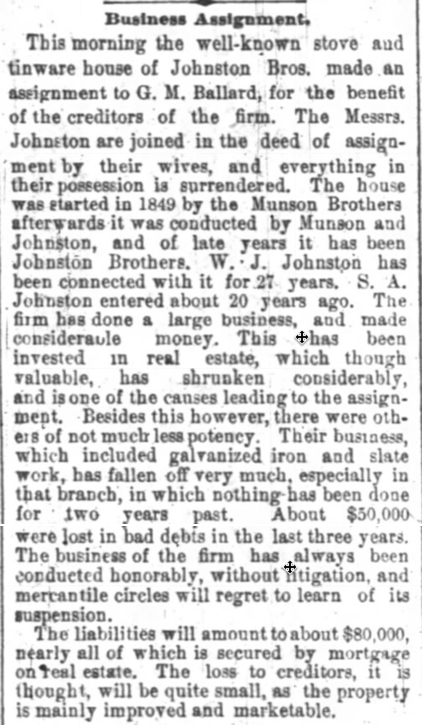 Business Assignment.
This morning the well-known stove and
tinware house of Johnston Bros. made an
assignment to G. M. Ballard, for the benefit
of the creditors of the firm. The Messrs.
Johnston are joined in the deed of assign-
ment by their wives, and everything in
their possession is surrendered. The house
was started in 1849 by the Munson Brothers
afterwards it was conducted by Munson and
Johnston, and of late years it has been
Johnston Brothers. W. J. Johnston has
been connected with it for 27 years. S. A.
Johnston entered about 20 years ago. The
firm has done a large business, and made
considerable money. This has been
invested in real estate, which though
valuable, has shrunken considerably,
and is one of the causes leading to the assign-
ment. Besides this however, there were oth-
ers of not much less potency. Their business,
which included galvanized iron and slate
work, has fallen off very much, especially in
that branch, in which nothing has been done
for two years past. About $50,000
were lost in bad debts in the last three years.
The business of the firm has always been
conducted honorably, without litigation, and
mercantile circles will regret to learn of its
suspension.
The liabilities will amount to about $80,000,
nearly all of which is secured by mortgage
on real estate. The loss to creditors, it is
thought, will be quite small, as the property
is mainly improved and marketable.